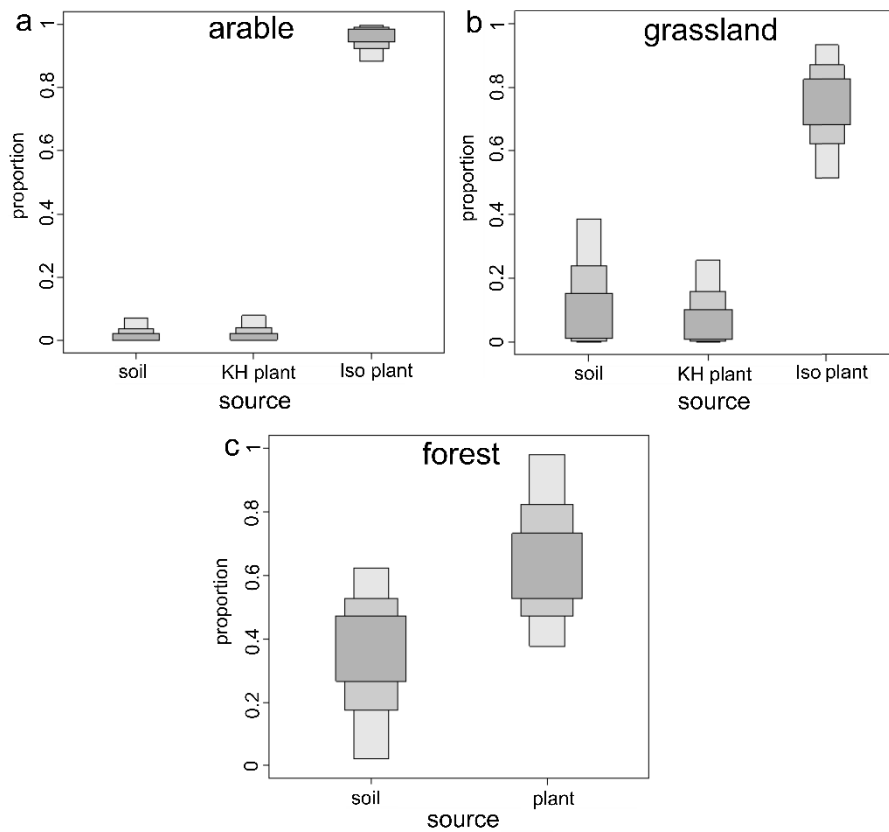 a
arable
proportion
1
0.8
0.6
0.4
0.2
0
soil KH plant Iso plant
source
b
grassland
proportion
1
0.8
0.6
0.4
0.2
0
soil KH plant Iso plant
source
c
forest
proportion
1
0.8
0.6
0.4
0.2
0
soil plant
source